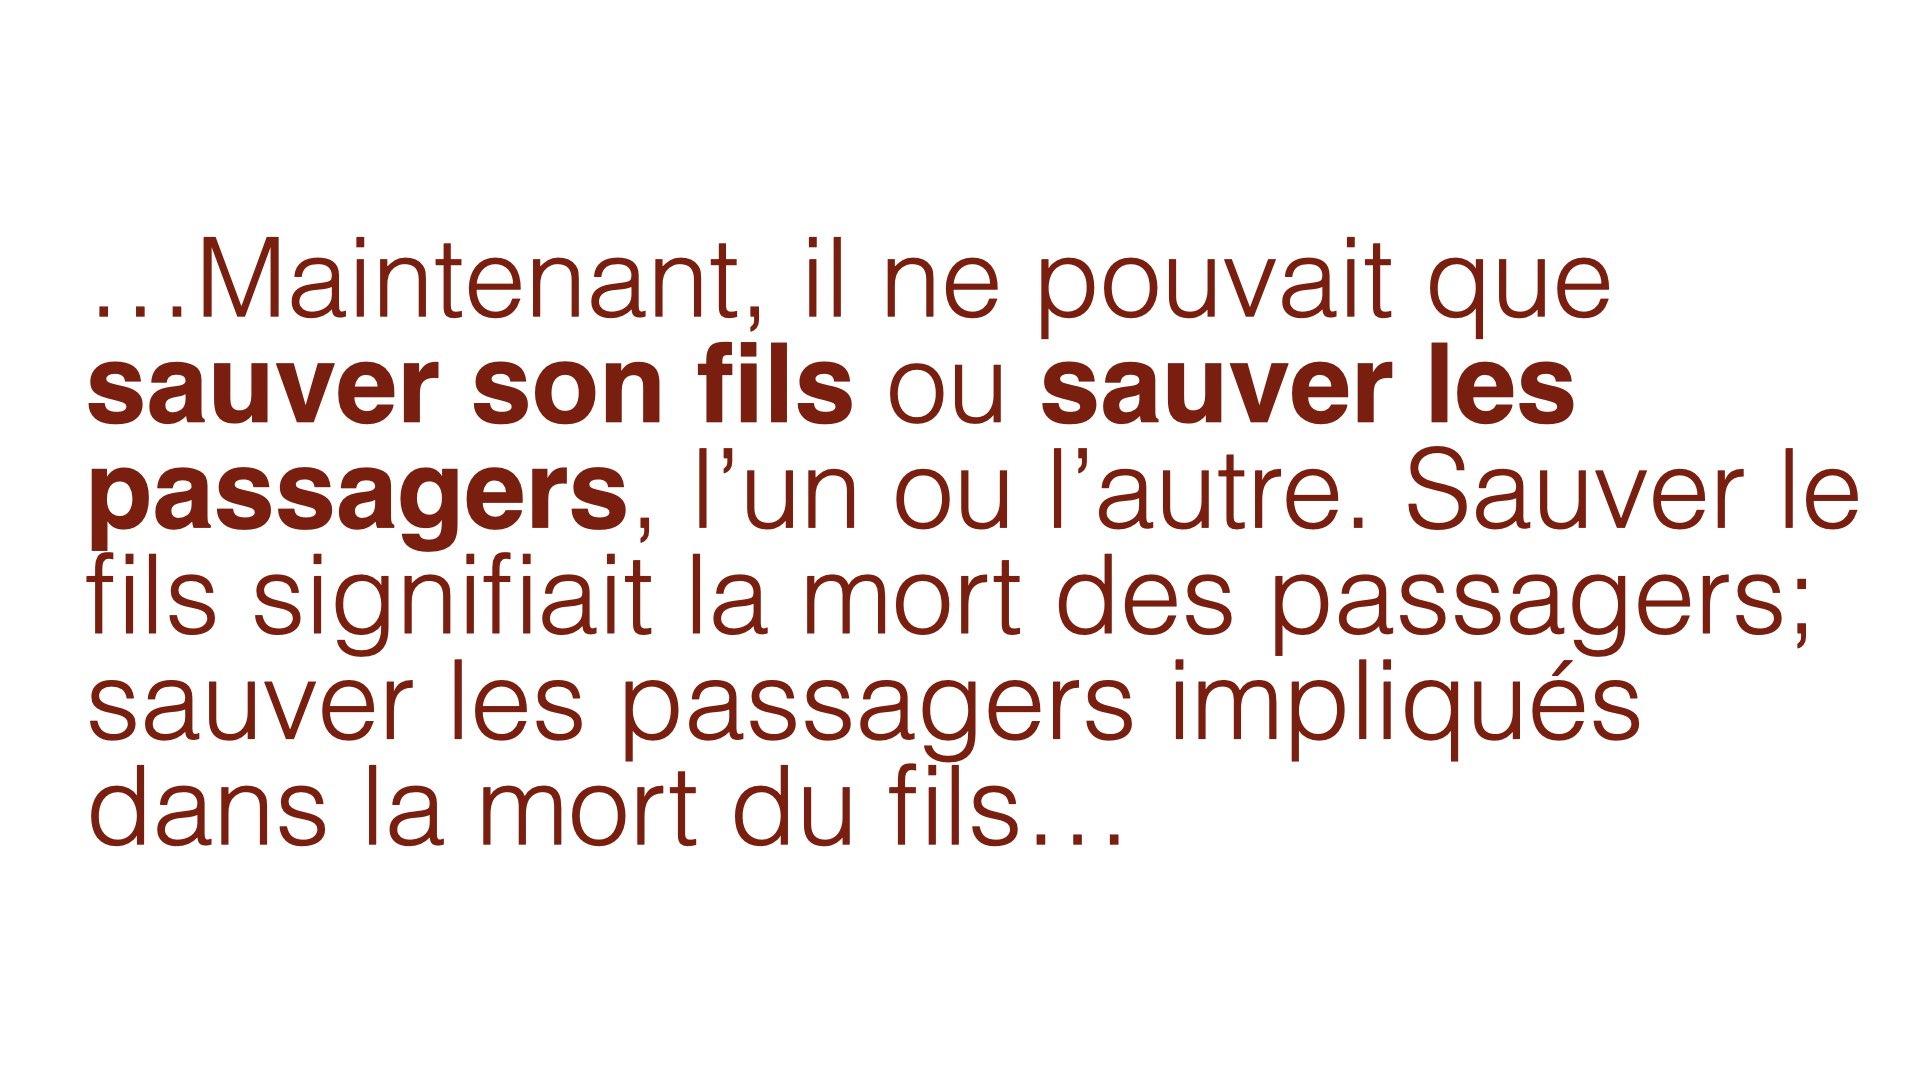 …Maintenant, il ne pouvait que
sauver son fils ou sauver les
passagers, l’un ou l’autre. Sauver le
fils signifiait la mort des passagers;
sauver les passagers impliqués
dans la mort du fils…